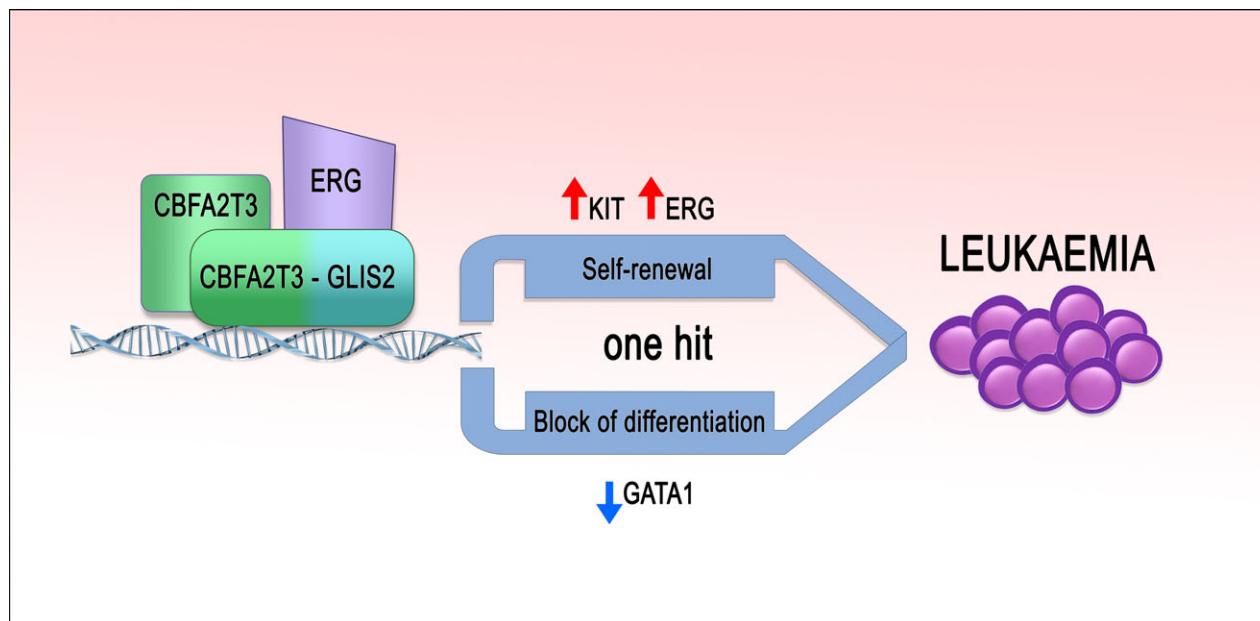 ERG
CBFA2T3
CBFA2T3 - GLIS2
KIT ERG
Self-renewal
one hit
Block of differentiation
GATA1
LEUKAEMIA